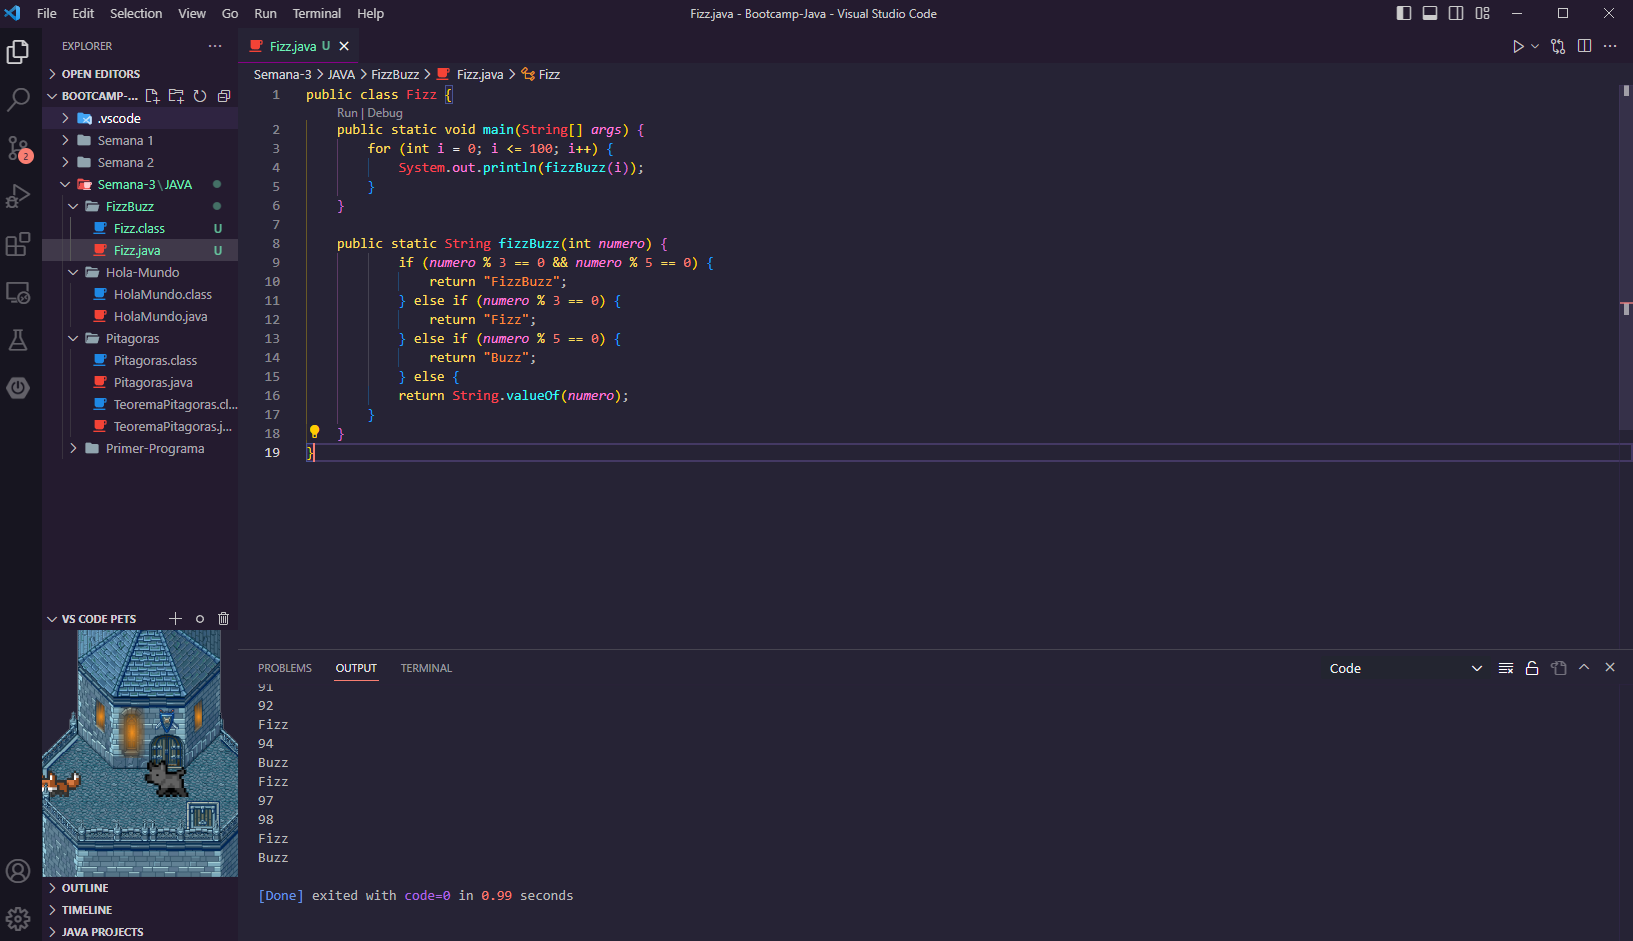 File Edit Selection View Go Run Terminal Help
Fizz.java - Bootcamp-Java - Visual Studio Code
EXPLORER
OPEN EDITORS
BOOTCAMP-...
.vscode
Semana 1
Semana 2
Semana-3\JAVA
FizzBuzz
Fizz.class U
Fizz.java U
Hola-Mundo
HolaMundo.class
HolaMundo.java
Pitagoras
Pitagoras.class
Pitagoras.java
TeoremaPitagoras.cl...
TeoremaPitagoras.j...
Primer-Programa
2
VS CODE PETS
OUTLINE
TIMELINE
JAVA PROJECTS
Fizz.java U
Semana-3 > JAVA > FizzBuzz > Fizz.java > Fizz
1 public class Fizz {
Run | Debug
2 public static void main(String[] args) {
3 for (int i = 0; i <= 100; i++) {
4 System.out.println(fizzBuzz(i));
5 }
6 }
7
8 public static String fizzBuzz(int numero) {
9 if (numero % 3 == 0 && numero % 5 == 0) {
10 return "FizzBuzz";
11 } else if (numero % 3 == 0) {
12 return "Fizz";
13 } else if (numero % 5 == 0) {
14 return "Buzz";
15 } else {
16 return String.valueOf(numero);
17 }
18 }
19 }
PROBLEMS OUTPUT TERMINAL
Code
91
92
Fizz
94
Buzz
Fizz
97
98
Fizz
Buzz
[Done] exited with code=0 in 0.99 seconds